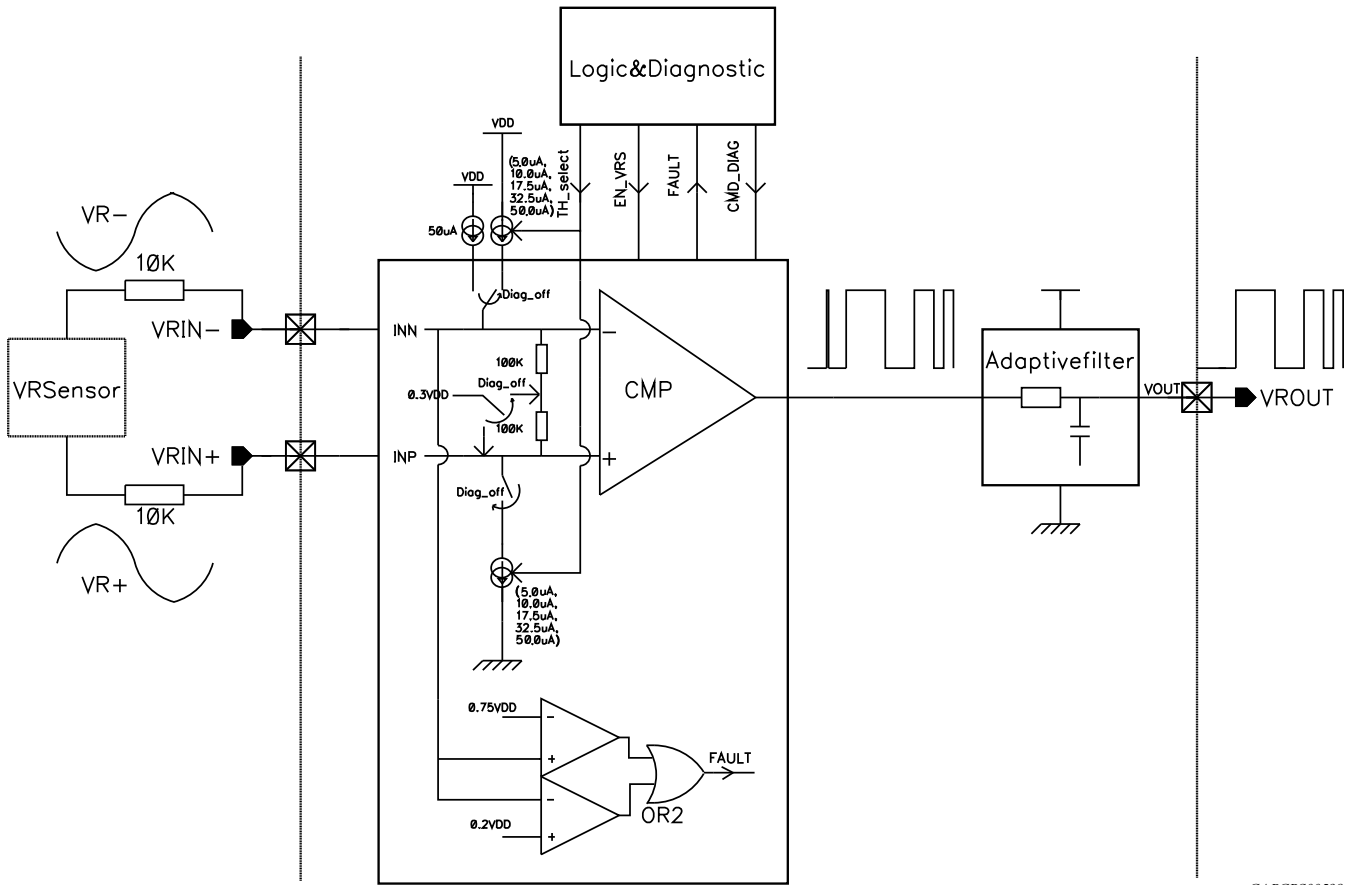 Logic&Diagnostic
VDD
VDD
(5.0uA,
10.0uA,
17.5uA,
32.5uA,
50.0uA)
TH_select
EN_VRS
FAULT
CMD_DIAG
50uA
VR-
10K
VRIN-
VRSensor
VRIN+
10K
VR+
Diag_off
INN
100K
Diag_off
0.3VDD
100K
INP
CMP
Diag_off
(5.0uA,
10.0uA,
17.5uA,
32.5uA,
50.0uA)
0.75VDD
0.2VDD
FAULT
OR2
Adaptivefilter
VOUT
VROUT